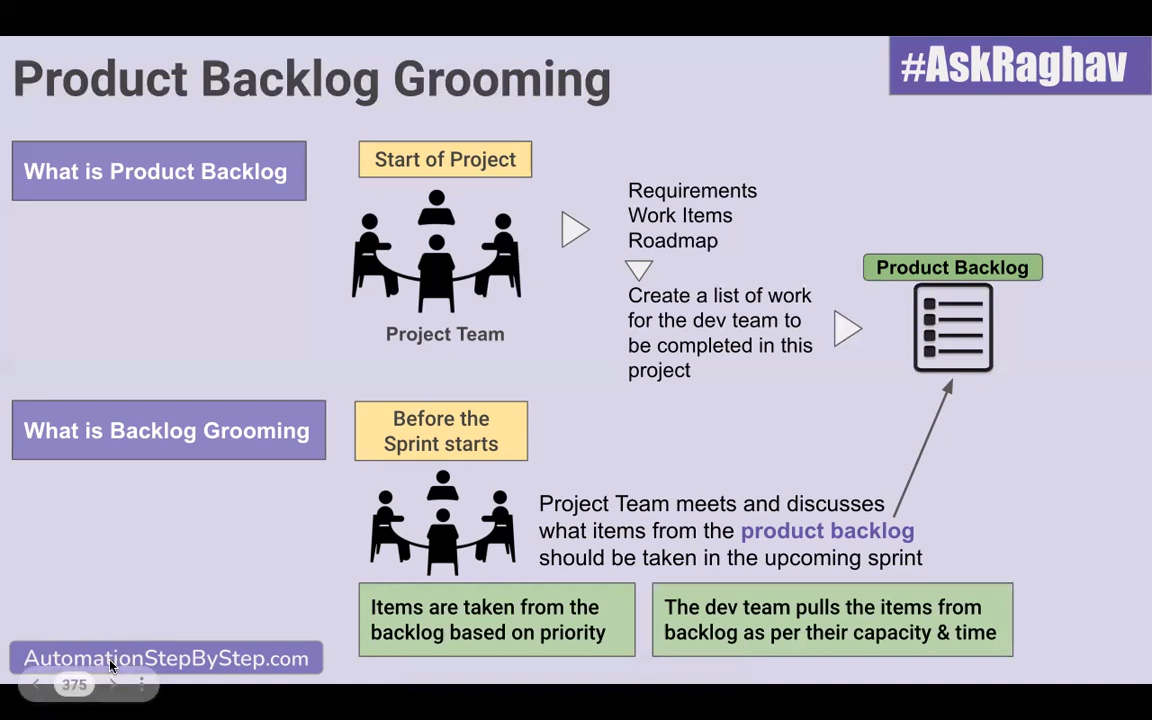 Product Backlog Grooming
#AskRaghav
What is Product Backlog
Start of Project
Project Team
Requirements
Work Items
Roadmap
Create a list of work
for the dev team to
be completed in this
project
Product Backlog
What is Backlog Grooming
Before the
Sprint starts
Project Team meets and discusses
what items from the product backlog
should be taken in the upcoming sprint
Items are taken from the
backlog based on priority
The dev team pulls the items from
backlog as per their capacity & time
AutomationStepByStep.com
375